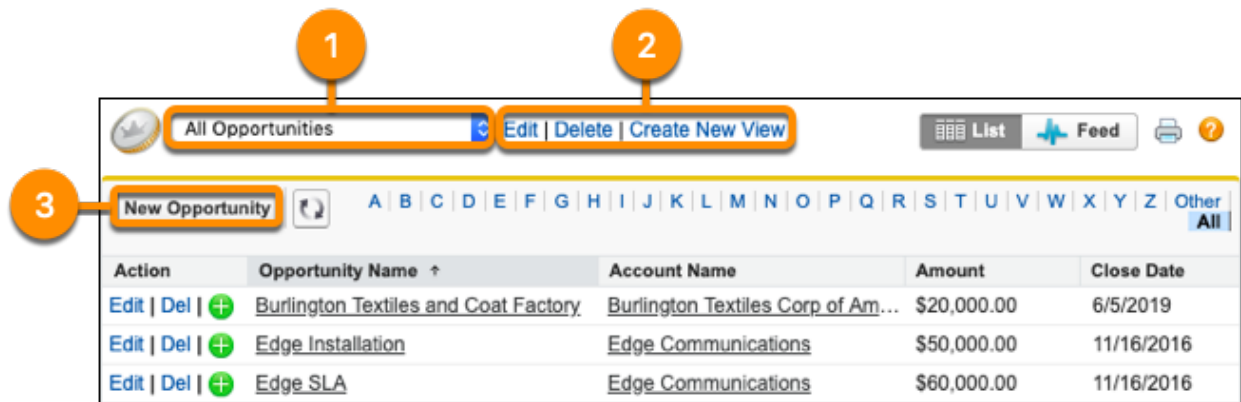 1
2
All Opportunities
Edit | Delete | Create New View
List
Feed
?
3
New Opportunity
A | B | C | D | E | F | G | H | I | J | K | L | M | N | O | P | Q | R | S | T | U | V | W | X | Y | Z | Other
All
Action Opportunity Name ↑ Account Name Amount Close Date
Edit | Del | Burlington Textiles and Coat Factory Burlington Textiles Corp of Am... $20,000.00 6/5/2019
Edit | Del | Edge Installation Edge Communications $50,000.00 11/16/2016
Edit | Del | Edge SLA Edge Communications $60,000.00 11/16/2016